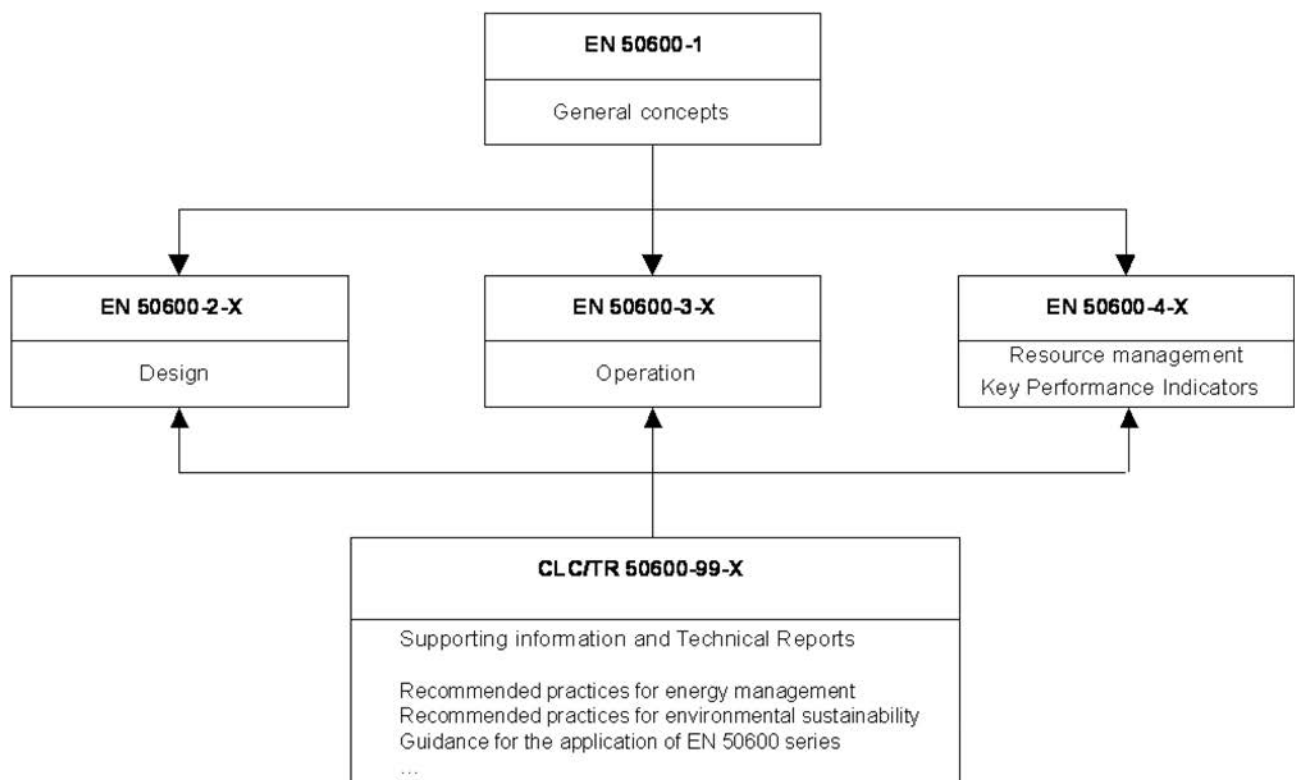 EN 50600-1
General concepts
EN 50600-2-X
Design
EN 50600-3-X
Operation
EN 50600-4-X
Resource management
Key Performance Indicators
CLC/TR 50600-99-X
Supporting information and Technical Reports
Recommended practices for energy management
Recommended practices for environmental sustainability
Guidance for the application of EN 50600 series
...